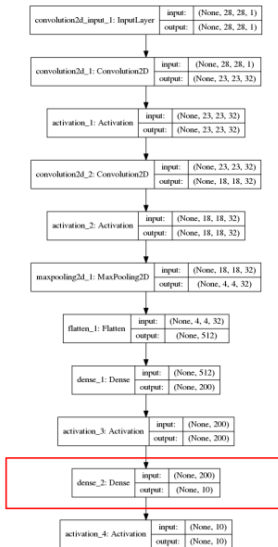 convolution2d_input_1: InputLayer input: (None, 28, 28, 1)
output: (None, 28, 28, 1)
convolution2d_1: Convolution2D input: (None, 28, 28, 1)
output: (None, 23, 23, 32)
activation_1: Activation input: (None, 23, 23, 32)
output: (None, 23, 23, 32)
convolution2d_2: Convolution2D input: (None, 23, 23, 32)
output: (None, 18, 18, 32)
activation_2: Activation input: (None, 18, 18, 32)
output: (None, 18, 18, 32)
maxpooling2d_1: MaxPooling2D input: (None, 18, 18, 32)
output: (None, 4, 4, 32)
flatten_1: Flatten input: (None, 4, 4, 32)
output: (None, 512)
dense_1: Dense input: (None, 512)
output: (None, 200)
activation_3: Activation input: (None, 200)
output: (None, 200)
dense_2: Dense input: (None, 200)
output: (None, 10)
activation_4: Activation input: (None, 10)
output: (None, 10)